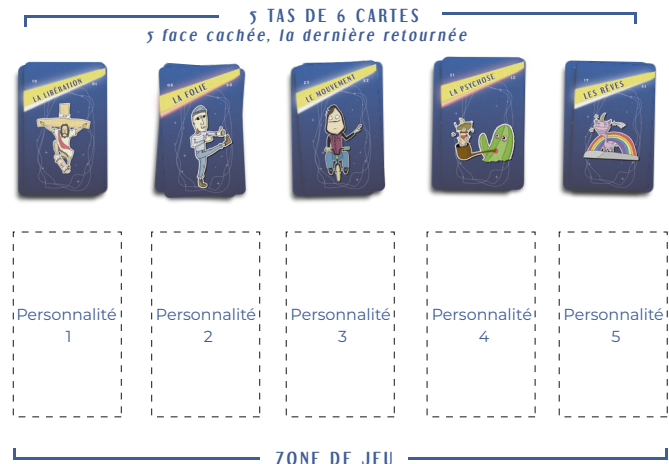 5 TAS DE 6 CARTES
5 face cachée, la dernière retournée
LA LIBÉRATION
LA FOLIE
LE MOUVEMENT
LA PSYCHOSE
LES RÊVES
Personnalité
1
Personnalité
2
Personnalité
3
Personnalité
4
Personnalité
5
ZONE DE JEU